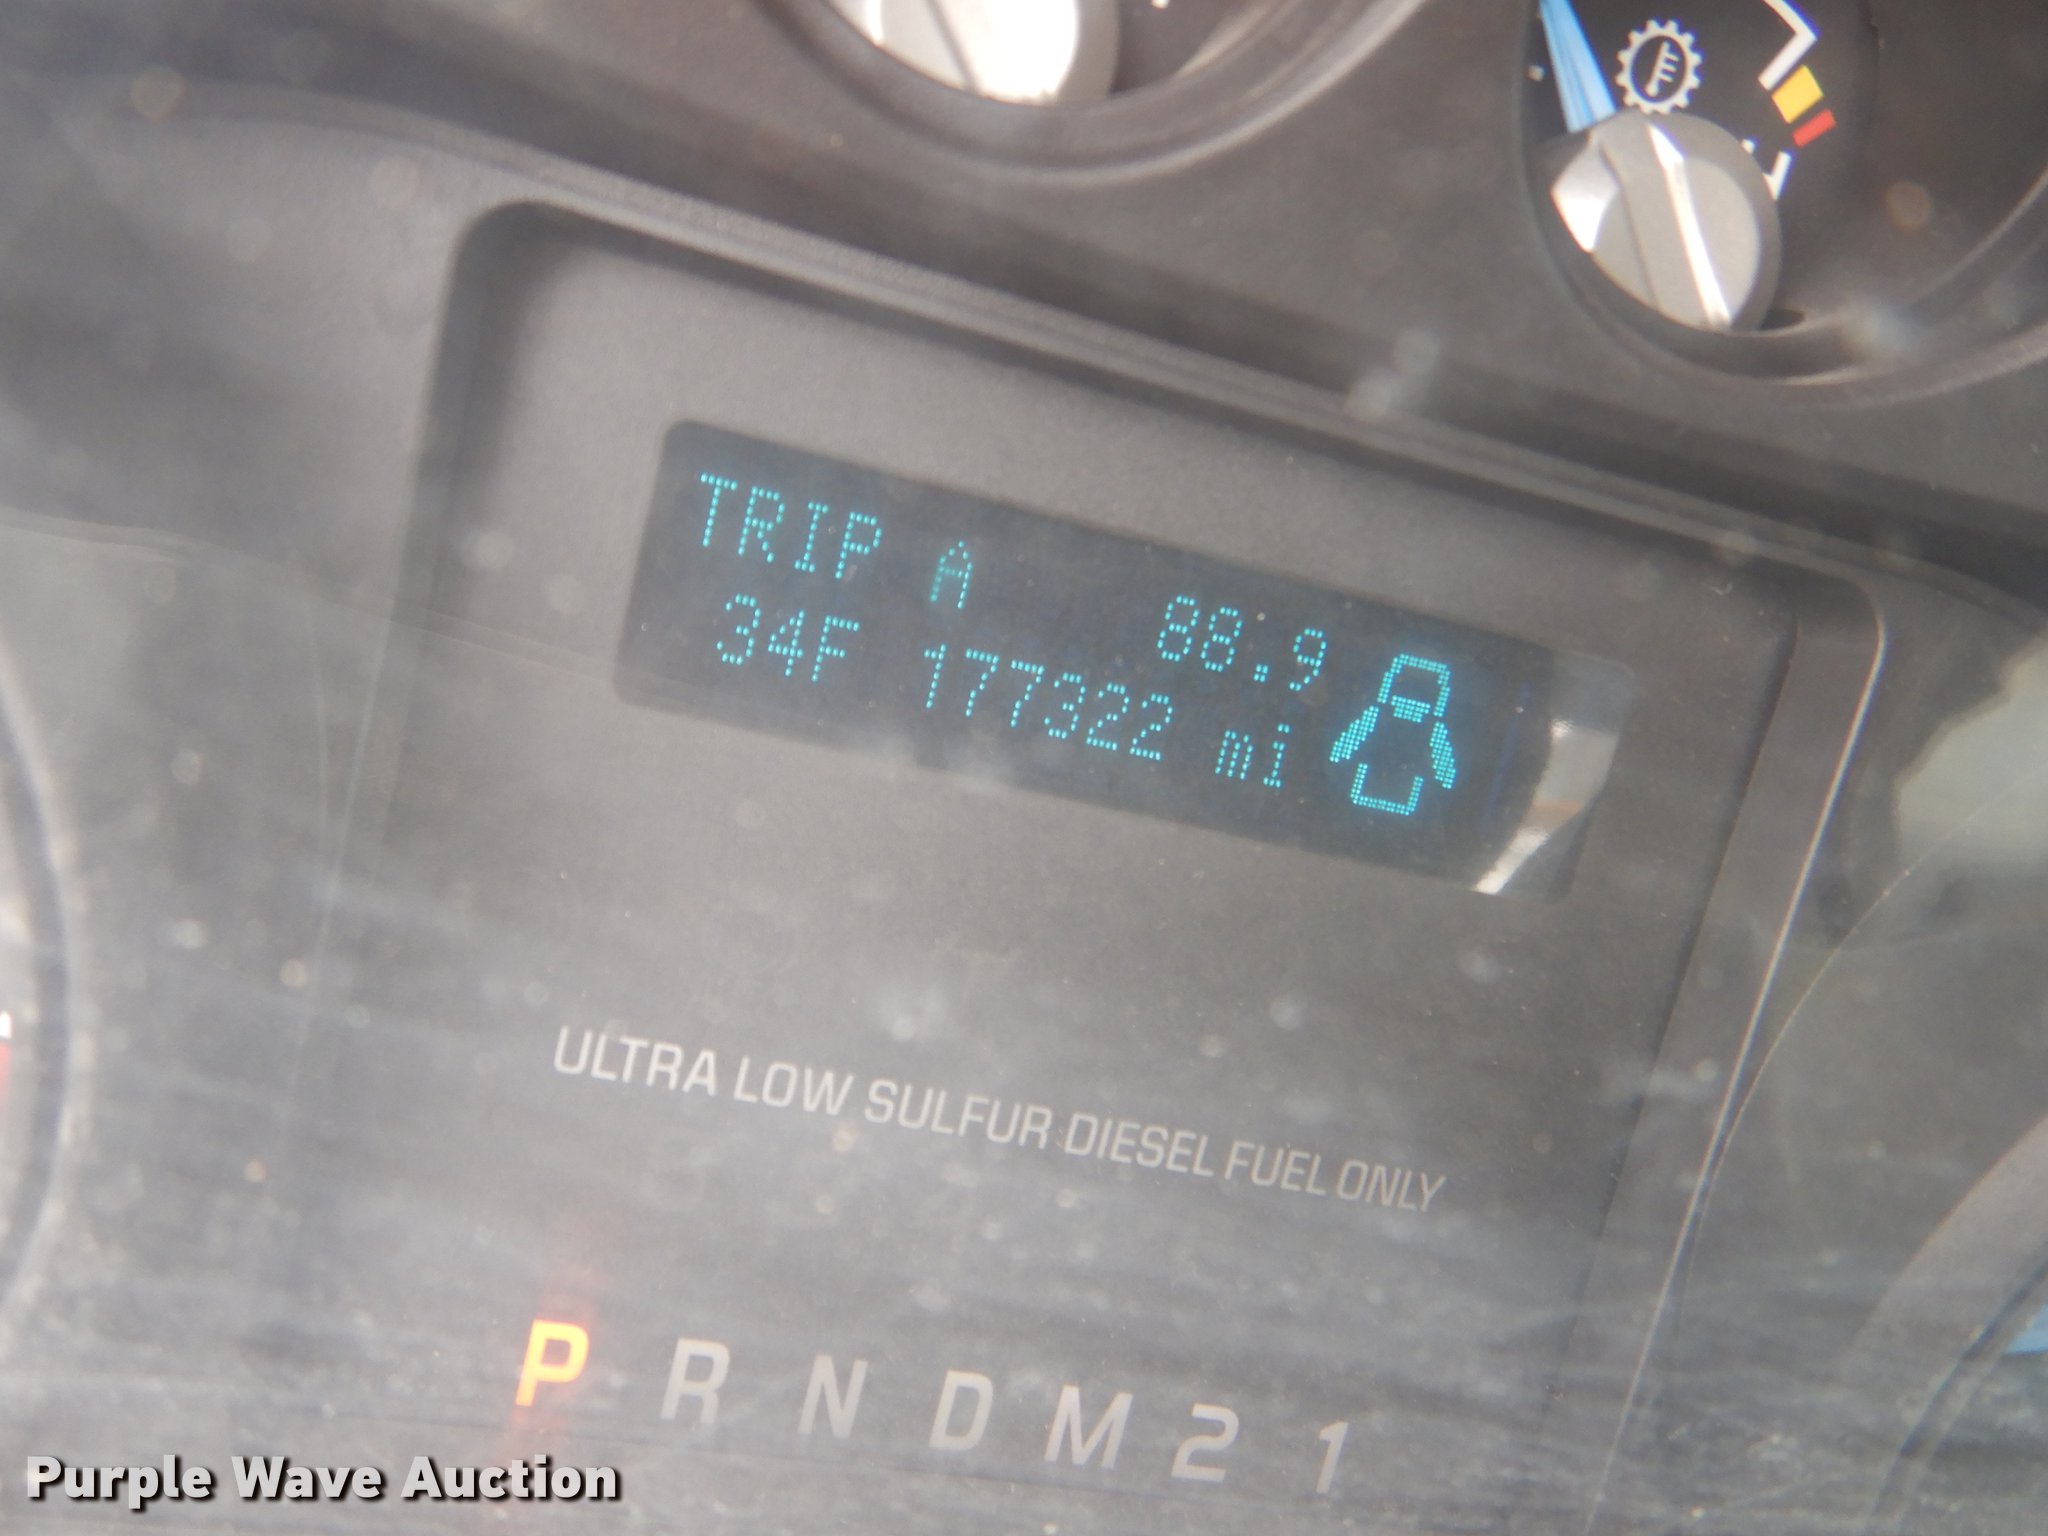 H
TRIP A 88.9
34F 177322 mi
ULTRA LOW SULFUR DIESEL FUEL ONLY
P R N D M 2 1
Purple Wave Auction